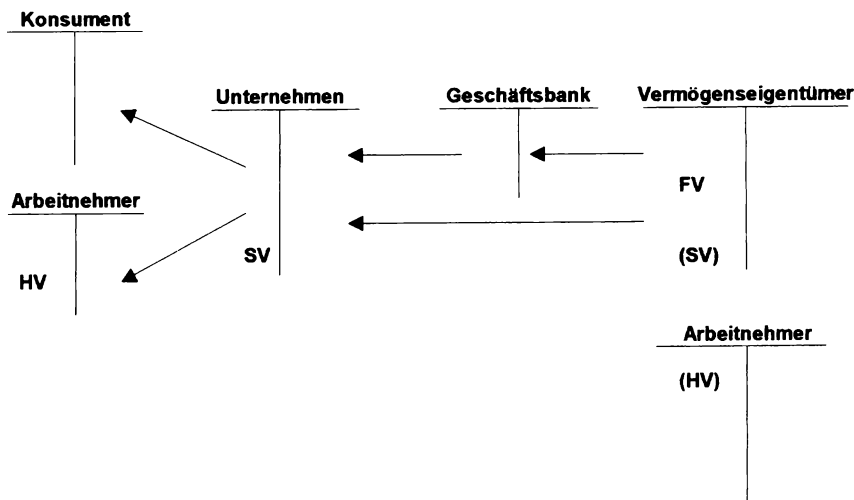 Konsument
Unternehmen
Geschäftsbank
Vermögenseigentümer
FV
Arbeitnehmer
SV
(SV)
HV
Arbeitnehmer
(HV)